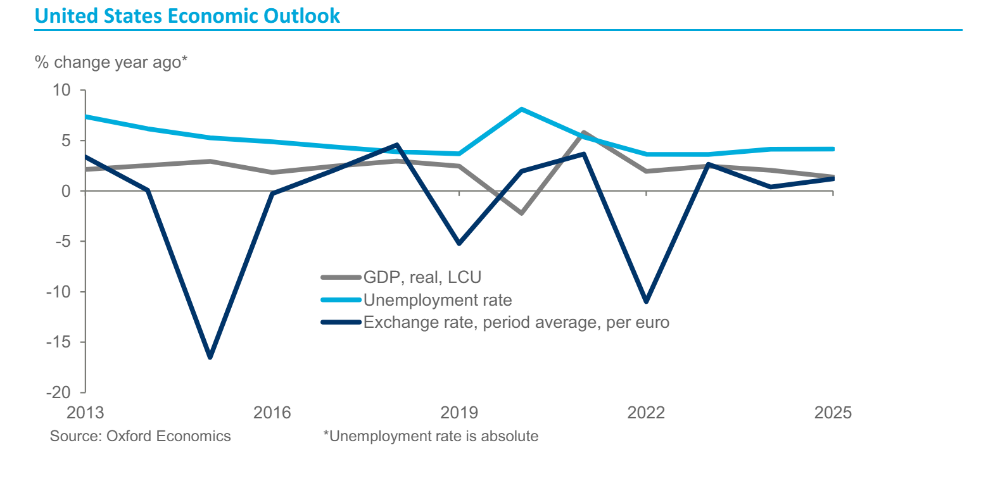 United States Economic Outlook
% change year ago*
10
5
0
-5
-10
-15
-20
GDP, real, LCU
Unemployment rate
Exchange rate, period average, per euro
2013 2016 2019 2022 2025
Source: Oxford Economics *Unemployment rate is absolute